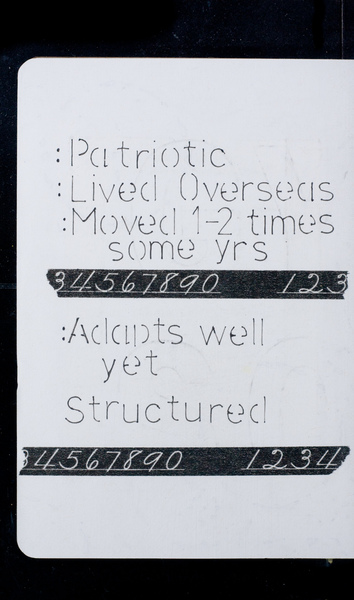 :Patriotic
:Lived Overseas
:Moved 1-2 times
some yrs
34567890 123
:Adapts well
yet
Structured
34567890 1234